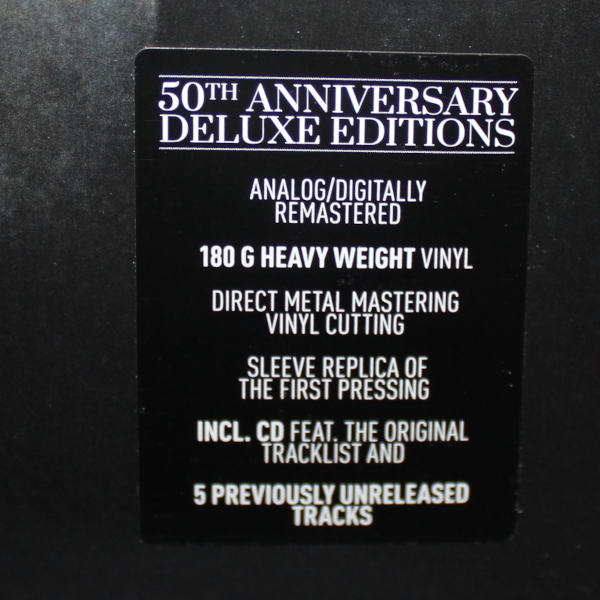 50TH ANNIVERSARY
DELUXE EDITIONS
ANALOG/DIGITALLY
REMASTERED
180 G HEAVY WEIGHT VINYL
DIRECT METAL MASTERING
VINYL CUTTING
SLEEVE REPLICA OF
THE FIRST PRESSING
INCL. CD FEAT. THE ORIGINAL
TRACKLIST AND
5 PREVIOUSLY UNRELEASED
TRACKS